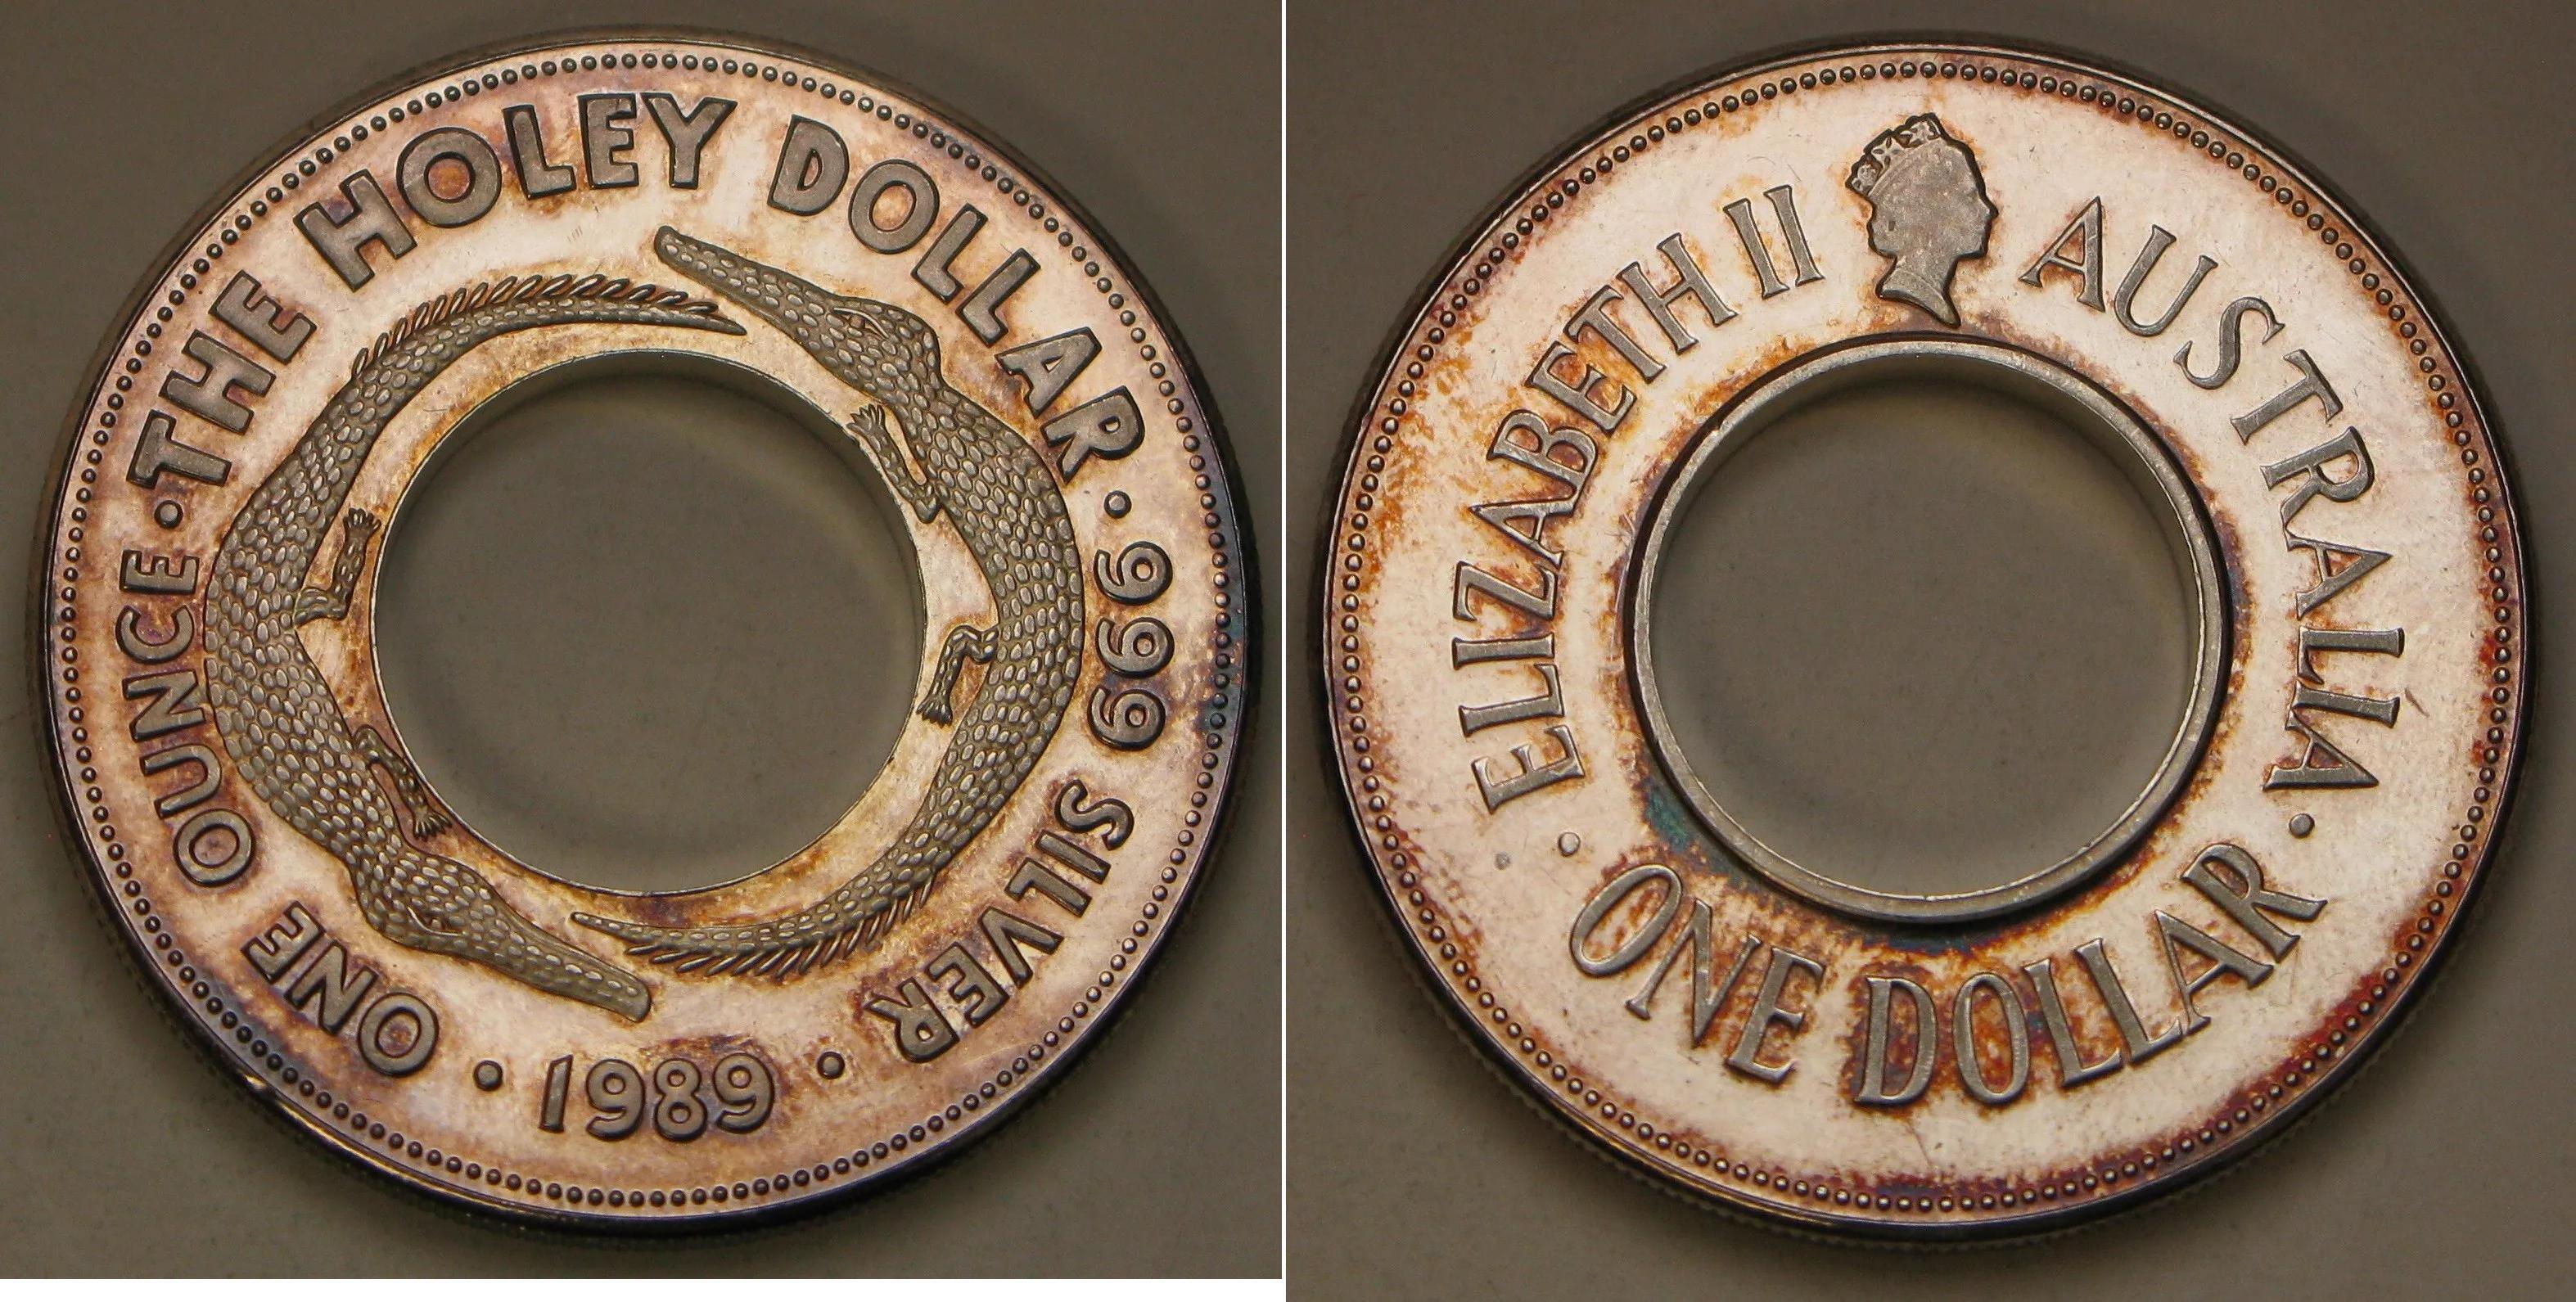 · THE HOLEY DOLLAR · 999 SILVER
· 1989 ·
ONE OUNCE
ELIZABETH II AUSTRALIA
· ONE DOLLAR ·